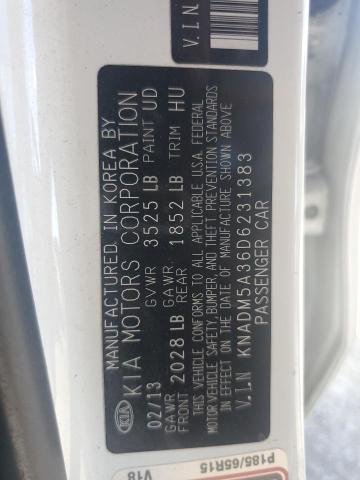 V.I.N
MANUFACTURED IN KOREA BY
KIA MOTORS CORPORATION
KIA
02/13 GVWR 3525 LB PAINT UD
GAWR GAWR
FRONT 2028 LB REAR 1852 LB TRIM HU
THIS VEHICLE CONFORMS TO ALL APPLICABLE U.S.A. FEDERAL
MOTOR VEHICLE SAFETY, BUMPER, AND THEFT PREVENTION STANDARDS
IN EFFECT ON THE DATE OF MANUFACTURE SHOWN ABOVE
V.I.N KNADM5A36D6231383
PASSENGER CAR
P185/65R15
V18